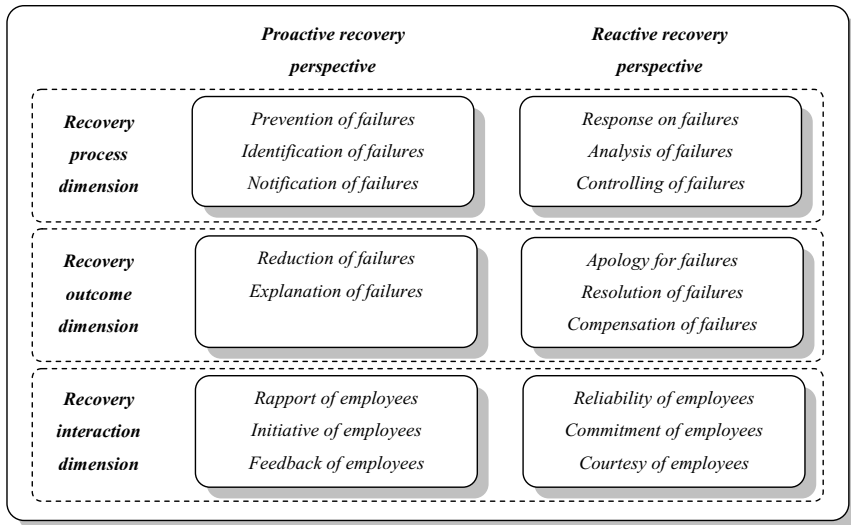 Proactive recovery
perspective
Reactive recovery
perspective
Recovery
process
dimension
Prevention of failures
Identification of failures
Notification of failures
Response on failures
Analysis of failures
Controlling of failures
Recovery
outcome
dimension
Reduction of failures
Explanation of failures
Apology for failures
Resolution of failures
Compensation of failures
Recovery
interaction
dimension
Rapport of employees
Initiative of employees
Feedback of employees
Reliability of employees
Commitment of employees
Courtesy of employees